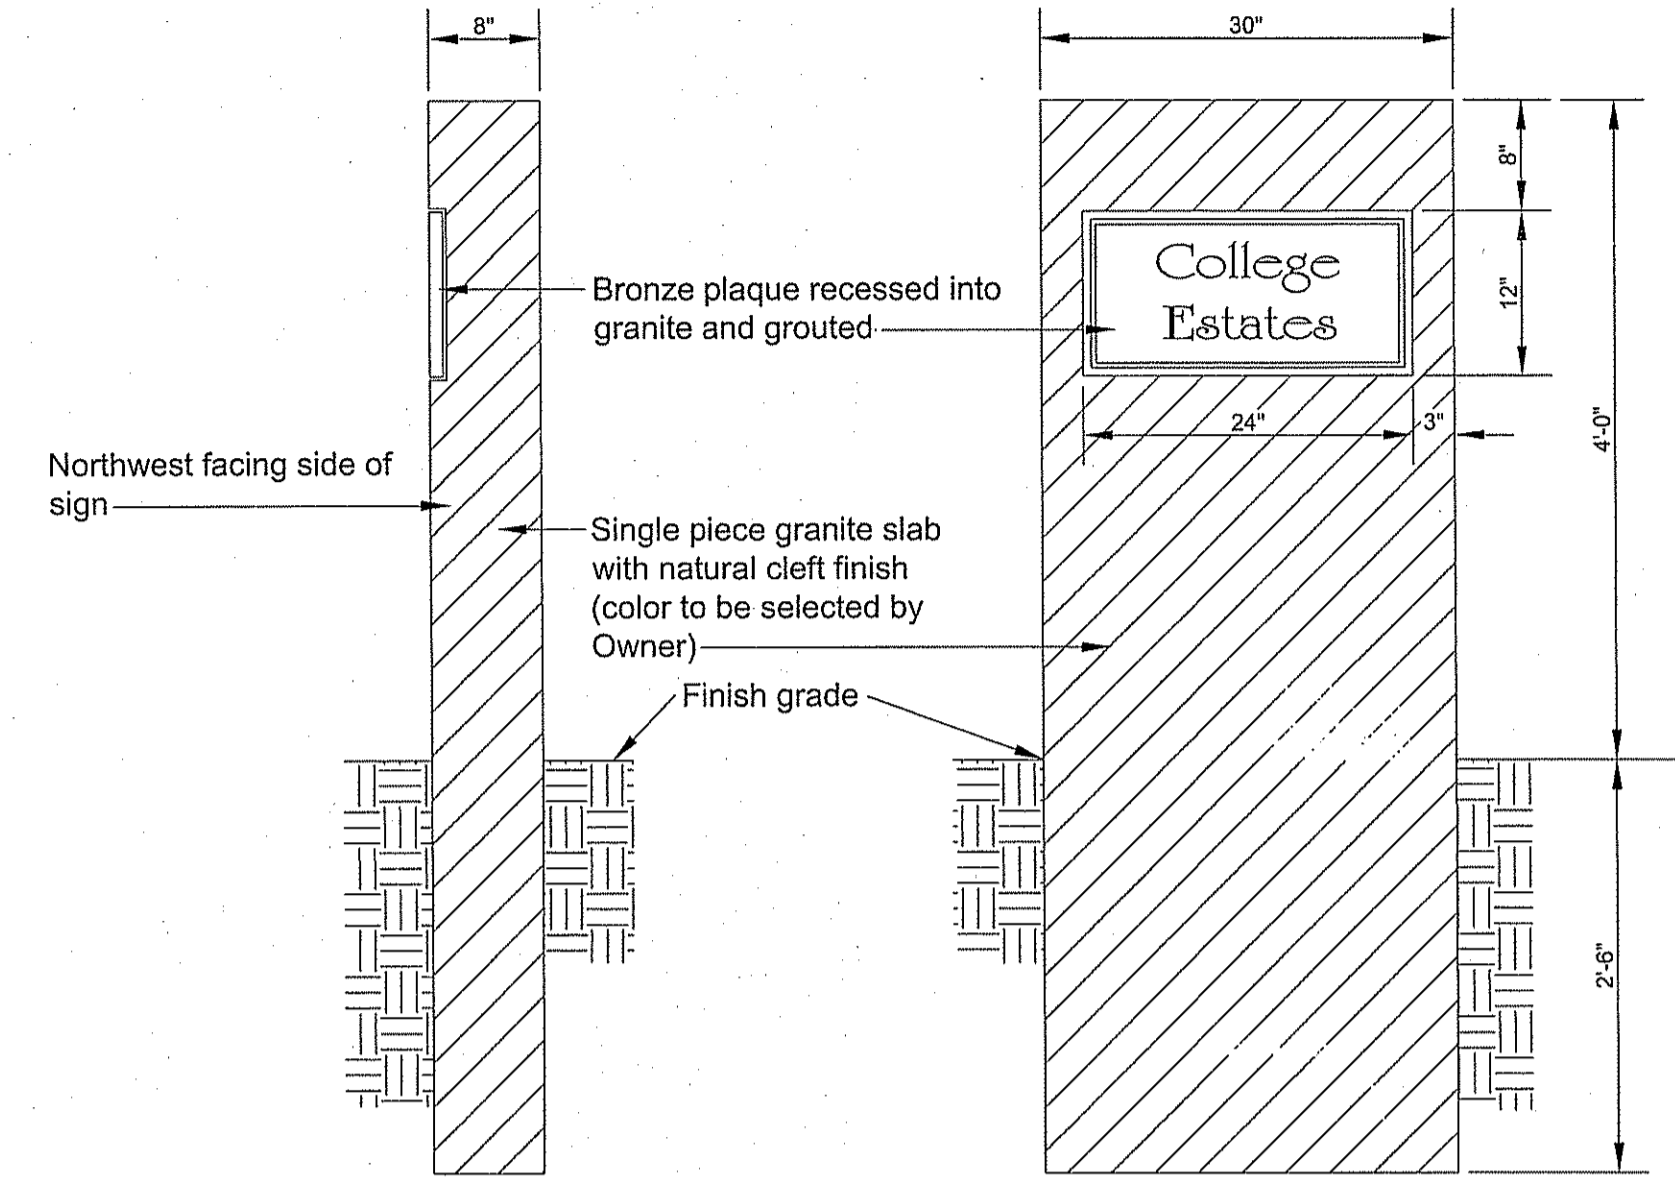 8"
30"
8"
College
Estates
12"
Bronze plaque recessed into
granite and grouted
24"
3"
4'-0"
Northwest facing side of
sign
Single piece granite slab
with natural cleft finish
(color to be selected by
Owner)
Finish grade
2'-6"